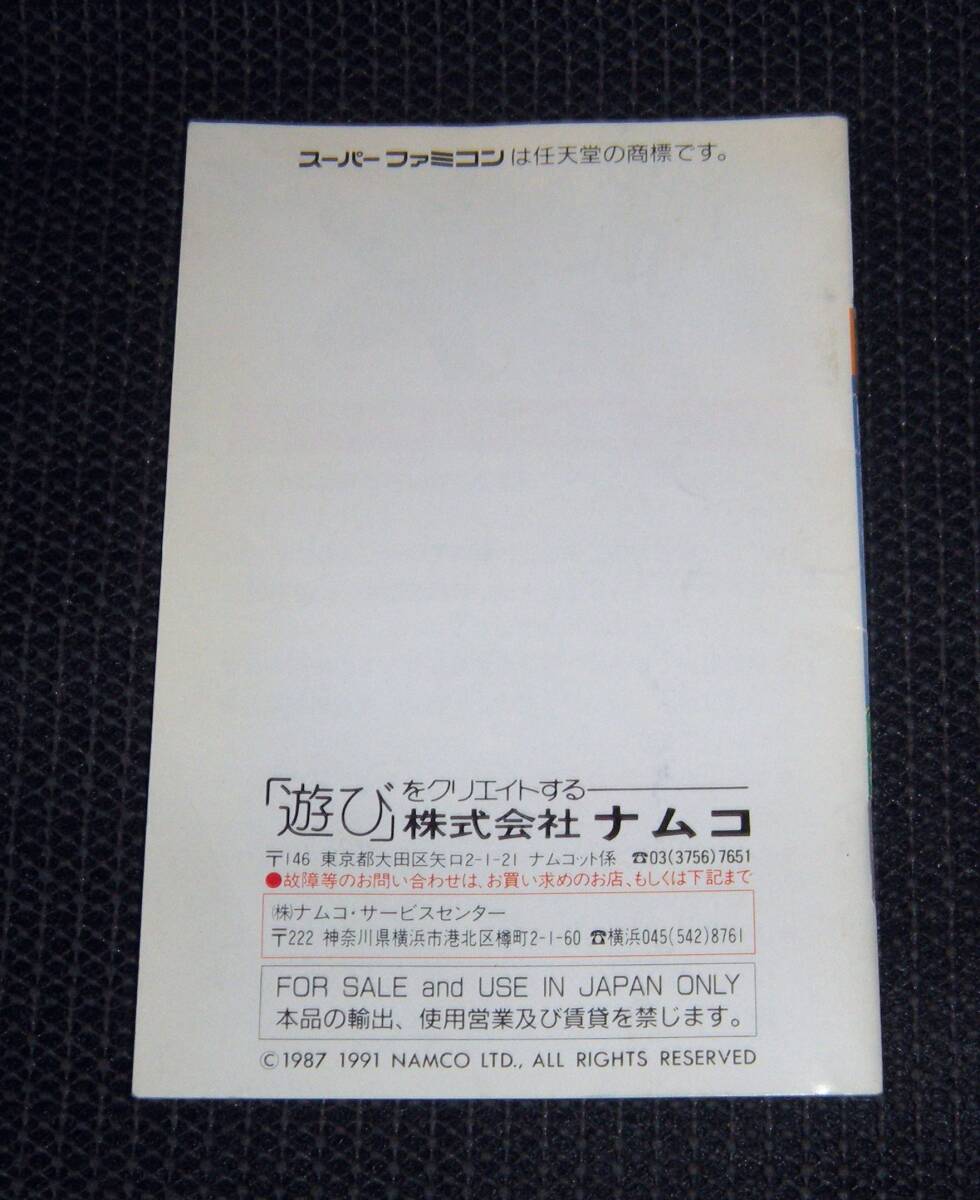 スーパーファミコンは任天堂の商標です。
「遊び」をクリエイトする
株式会社ナムコ
〒146 東京都大田区矢口2-1-21 ナムコット係 ☎03(3756)7651
●故障等のお問い合わせは、お買い求めのお店、もしくは下記まで
㈱ナムコ・サービスセンター
〒222 神奈川県横浜市港北区樽町2-1-60 ☎横浜045(542)8761
FOR SALE and USE IN JAPAN ONLY
本品の輸出、使用営業及び賃貸を禁じます。
©1987 1991 NAMCO LTD., ALL RIGHTS RESERVED